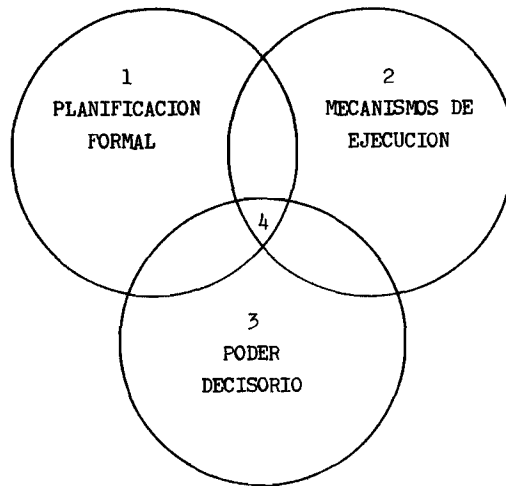 1
PLANIFICACION
FORMAL
2
MECANISMOS DE
EJECUCION
4
3
PODER
DECISORIO